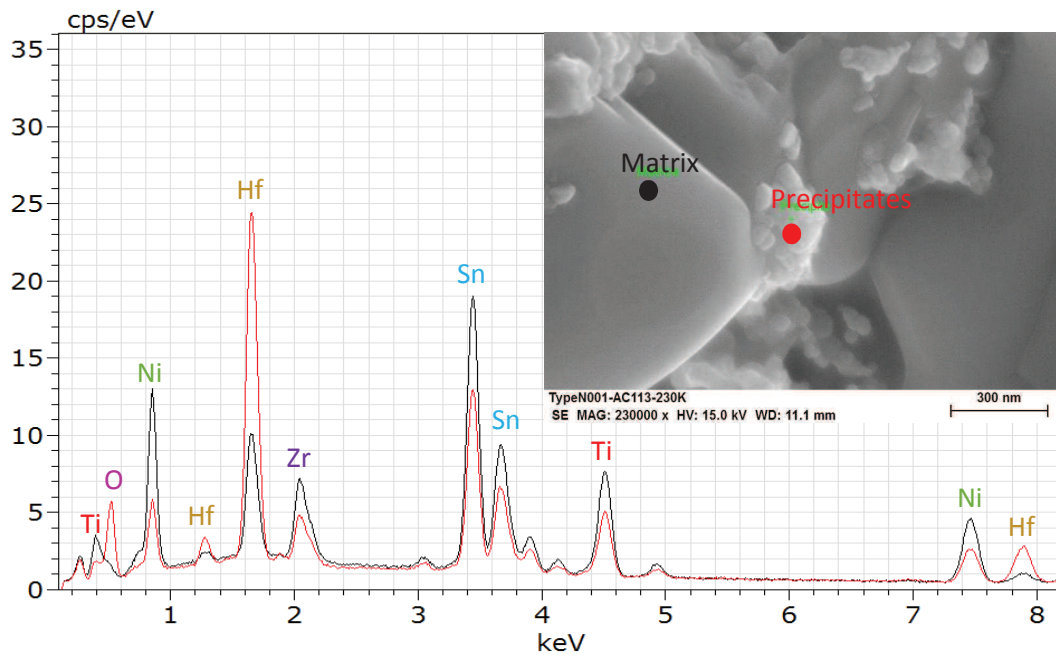 cps/eV
35
30
25
20
15
10
5
0
1 2 3 4 5 6 7 8
keV
Ti
O
Ni
Hf
Hf
Zr
Sn
Sn
Ti
Ni
Hf
Matrix
Precipitates
TypeN001-AC113-230K
SE MAG: 230000 x HV: 15.0 kV WD: 11.1 mm
300 nm